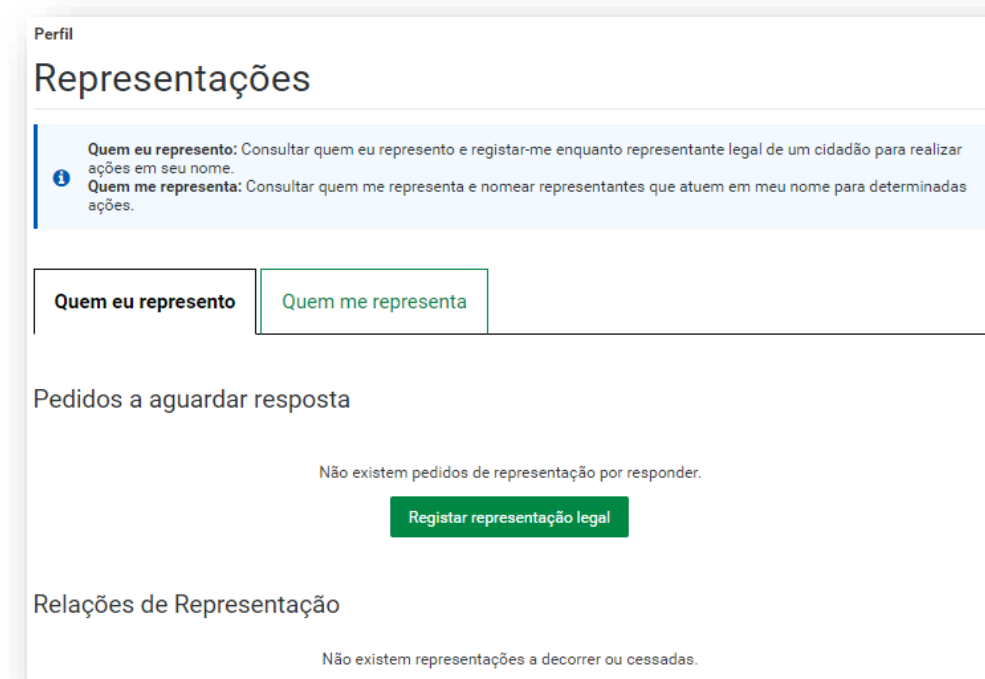 Perfil
Representações
Quem eu represento: Consultar quem eu represento e registar-me enquanto representante legal de um cidadão para realizar
ações em seu nome.
Quem me representa: Consultar quem me representa e nomear representantes que atuem em meu nome para determinadas
ações.
Quem eu represento
Quem me representa
Pedidos a aguardar resposta
Não existem pedidos de representação por responder.
Registar representação legal
Relações de Representação
Não existem representações a decorrer ou cessadas.